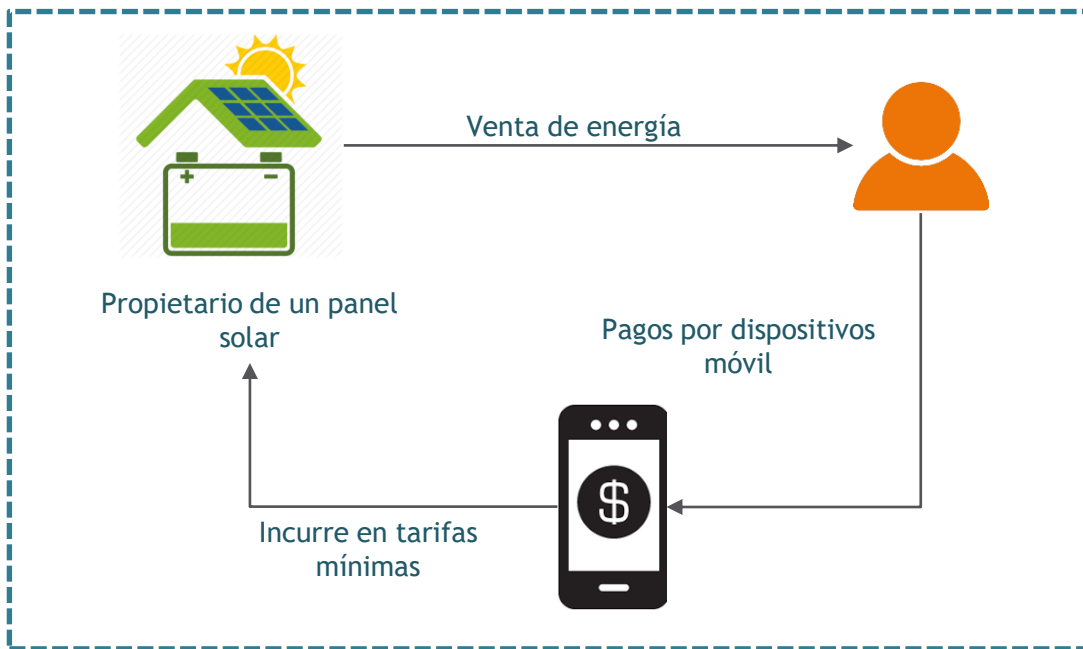 Venta de energía
Propietario de un panel
solar
Pagos por dispositivos
móvil
$
Incurre en tarifas
mínimas